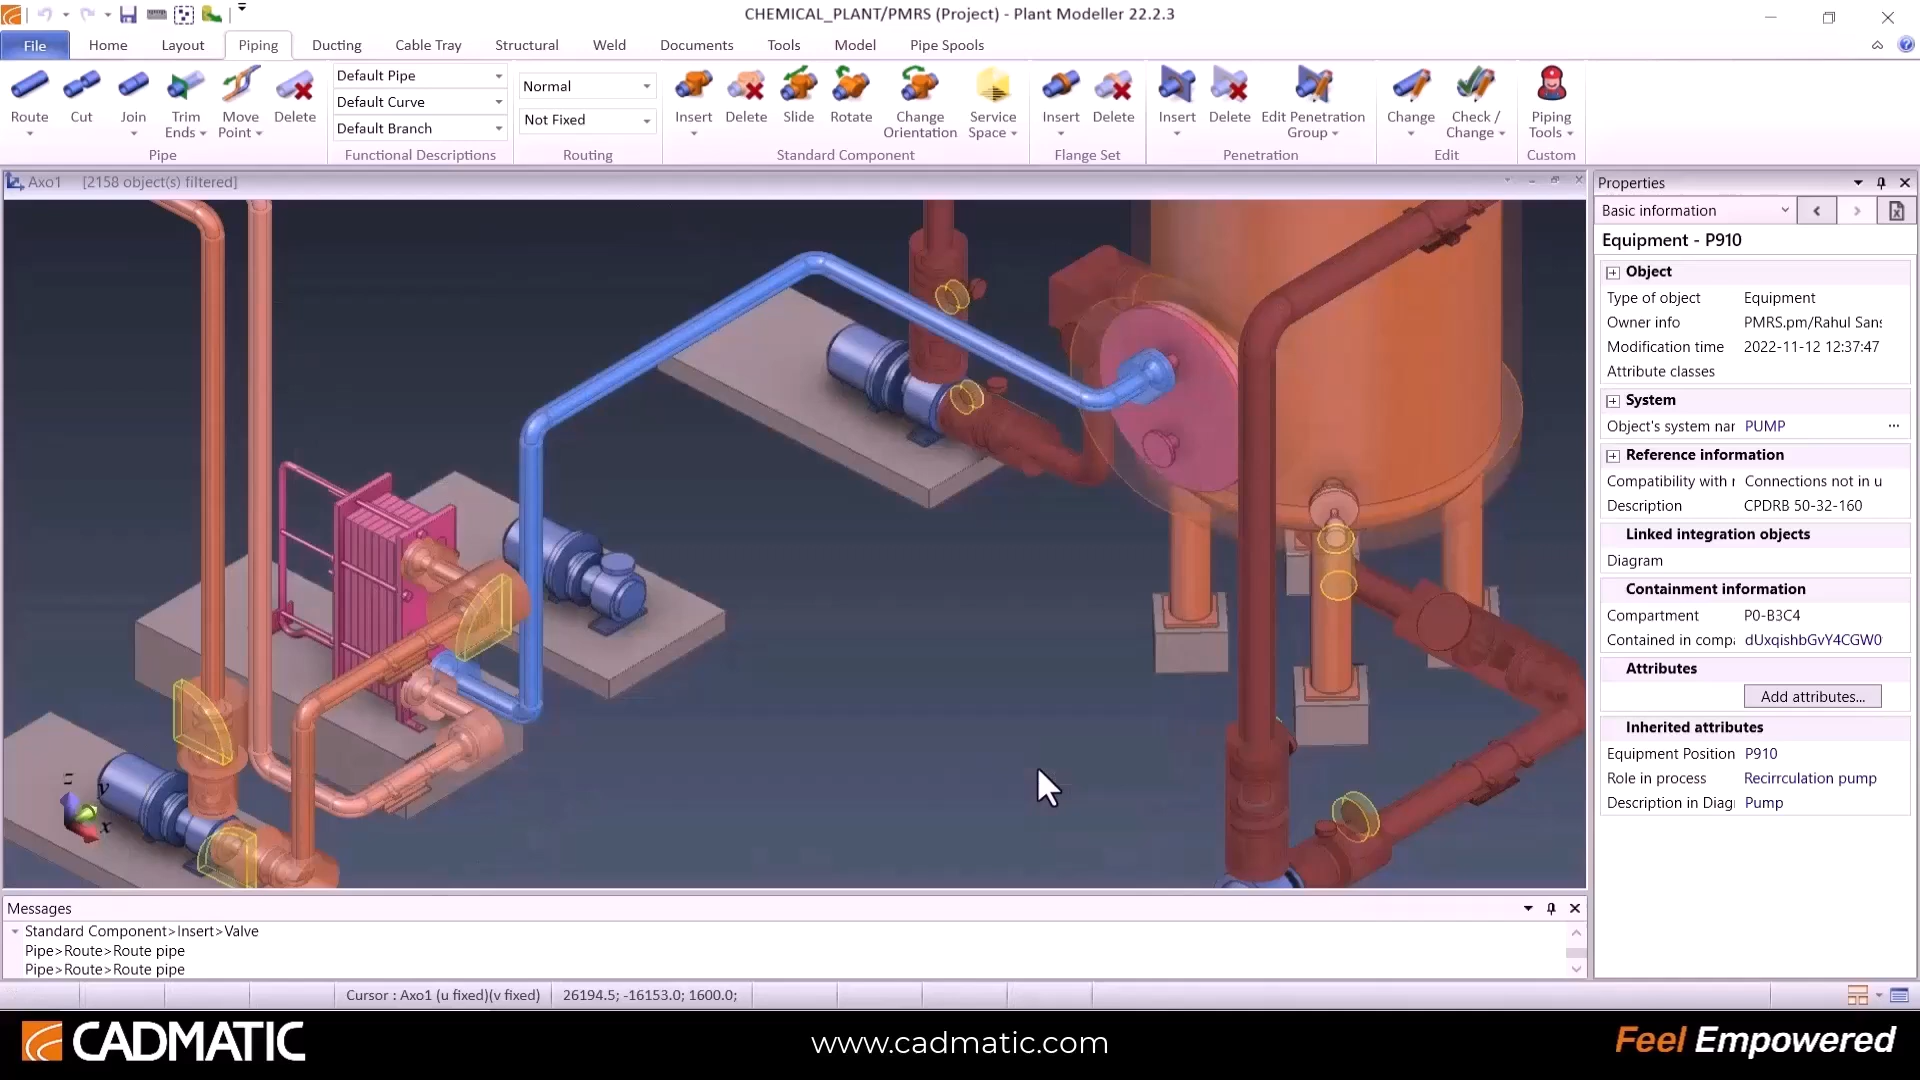 CHEMICAL_PLANT/PMRS (Project) - Plant Modeller 22.2.3
File Home Layout Piping Ducting Cable Tray Structural Weld Documents Tools Model Pipe Spools
Route Cut Join Trim Ends Move Point Delete
Pipe
Default Pipe
Default Curve
Default Branch
Functional Descriptions
Normal
Not Fixed
Routing
Insert Delete Slide Rotate Change Orientation Service Space
Standard Component
Insert Delete
Flange Set
Insert Delete Edit Penetration Group
Penetration
Change Check / Change
Edit
Piping Tools
Custom
Axo1 [2158 object(s) filtered]
z
y
x
Properties
Basic information
Equipment - P910
Object
Type of object Equipment
Owner info PMRS.pm/Rahul Sans
Modification time 2022-11-12 12:37:47
Attribute classes
System
Object's system nar PUMP ...
Reference information
Compatibility with r Connections not in u
Description CPDRB 50-32-160
Linked integration objects
Diagram
Containment information
Compartment P0-B3C4
Contained in compa dUxqishbGvY4CGW0
Attributes
Add attributes...
Inherited attributes
Equipment Position P910
Role in process Recirrculation pump
Description in Diag Pump
Messages
Standard Component>Insert>Valve
Pipe>Route>Route pipe
Pipe>Route>Route pipe
Cursor : Axo1 (u fixed)(v fixed) 26194.5; -16153.0; 1600.0;
CADMATIC www.cadmatic.com Feel Empowered